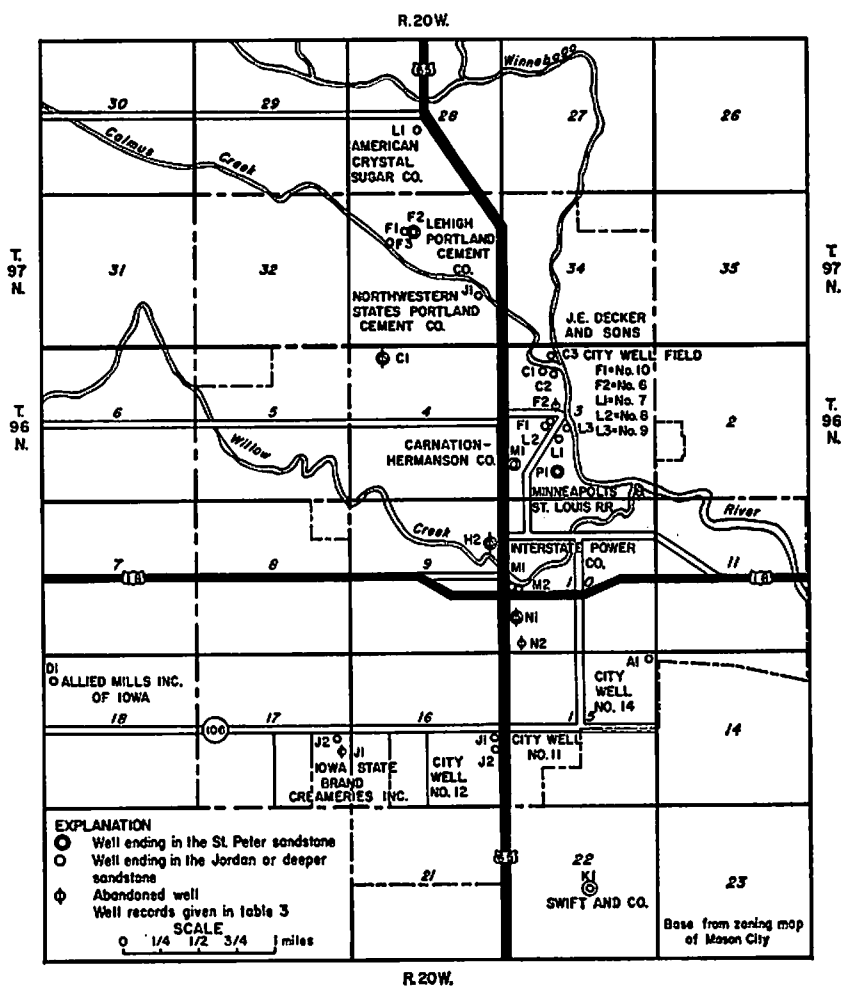 R. 20 W.
65
Winnebago
30
29
28
27
26
L1
AMERICAN
CRYSTAL
SUGAR CO.
Calmus
Creek
F2
F1
F3
LEHIGH
PORTLAND
CEMENT
CO.
T.
97
N.
31
32
34
35
T.
97
N.
J1
NORTHWESTERN
STATES PORTLAND
CEMENT CO.
J.E. DECKER
AND SONS
C1
C3
CITY WELL FIELD
C1
C2
F1=No. 10
F2=No. 6
L1=No. 7
L2=No. 8
L3=No. 9
F2
T.
96
N.
6
5
4
3
2
T.
96
N.
F1
L2
L3
L1
Willow
CARNATION-
HERMANSON CO.
M1
P1
MINNEAPOLIS
ST. LOUIS RR.
River
Creek
H2
INTERSTATE POWER
CO.
7
8
9
M1
M2
1 0
11
18
18
N1
N2
D1
ALLIED MILLS INC.
OF IOWA
A1
CITY
WELL
NO. 14
18
106
17
16
1 5
14
J2
J1
IOWA STATE
BRAND
CREAMERIES INC.
CITY
WELL
NO. 12
J1
J2
CITY WELL
NO. 11
EXPLANATION
Well ending in the St. Peter sandstone
Well ending in the Jordan or deeper
sandstone
Abandoned well
Well records given in table 3
SCALE
0 1/4 1/2 3/4 1 miles
21
65
22
K1
SWIFT AND CO.
23
Base from zoning map
of Mason City
R. 20 W.